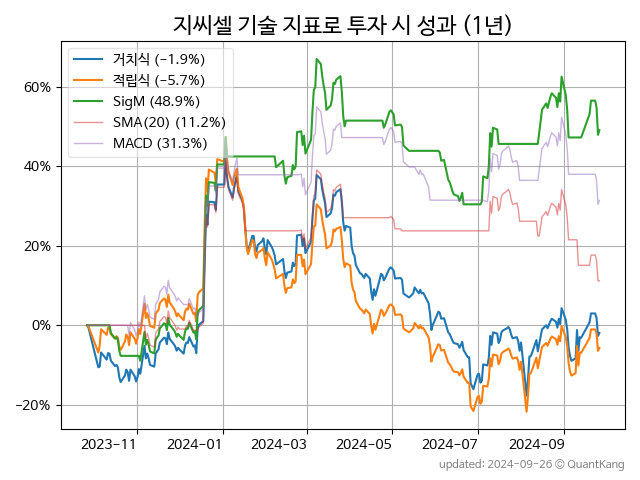 지씨셀 기술 지표로 투자 시 성과 (1년)
거치식 (−1.9%)
적립식 (−5.7%)
SigM (48.9%)
SMA(20) (11.2%)
MACD (31.3%)
60%
40%
20%
0%
−20%
2023-11
2024-01
2024-03
2024-05
2024-07
2024-09
updated: 2024-09-26 © QuantKang